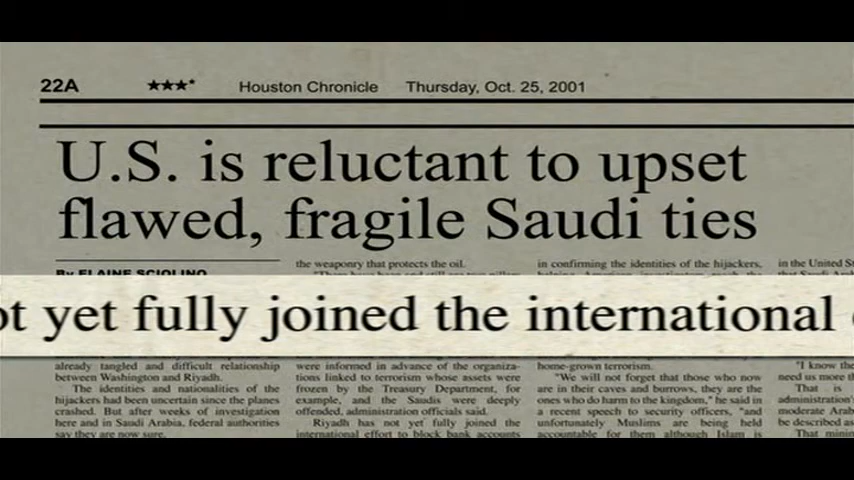 22A ★★★* Houston Chronicle Thursday, Oct. 25, 2001
U.S. is reluctant to upset
flawed, fragile Saudi ties
By ELAINE SCIOLINO
the weaponry that protects the oil.
in confirming the identities of the hijackers,
in the United
yet fully joined the international
already tangled and difficult relationship
between Washington and Riyadh.
The identities and nationalities of the
hijackers had been uncertain since the planes
crashed. But after weeks of investigation
here and in Saudi Arabia, federal authorities
say they are now sure.
were informed in advance of the organiza-
tions linked to terrorism whose assets were
frozen by the Treasury Department, for
example, and the Saudis were deeply
offended, administration officials said.
Riyadh has not yet fully joined the
international effort to block bank accounts
home-grown terrorism.
"We will not forget that those who now
are in their caves and burrows, they are the
ones who do harm to the kingdom," he said in
a recent speech to security officers, "and
unfortunately Muslims are being held
accountable for them although Islam is
"I know the
need us more
That is
administration's
moderate Arab
be described as
That